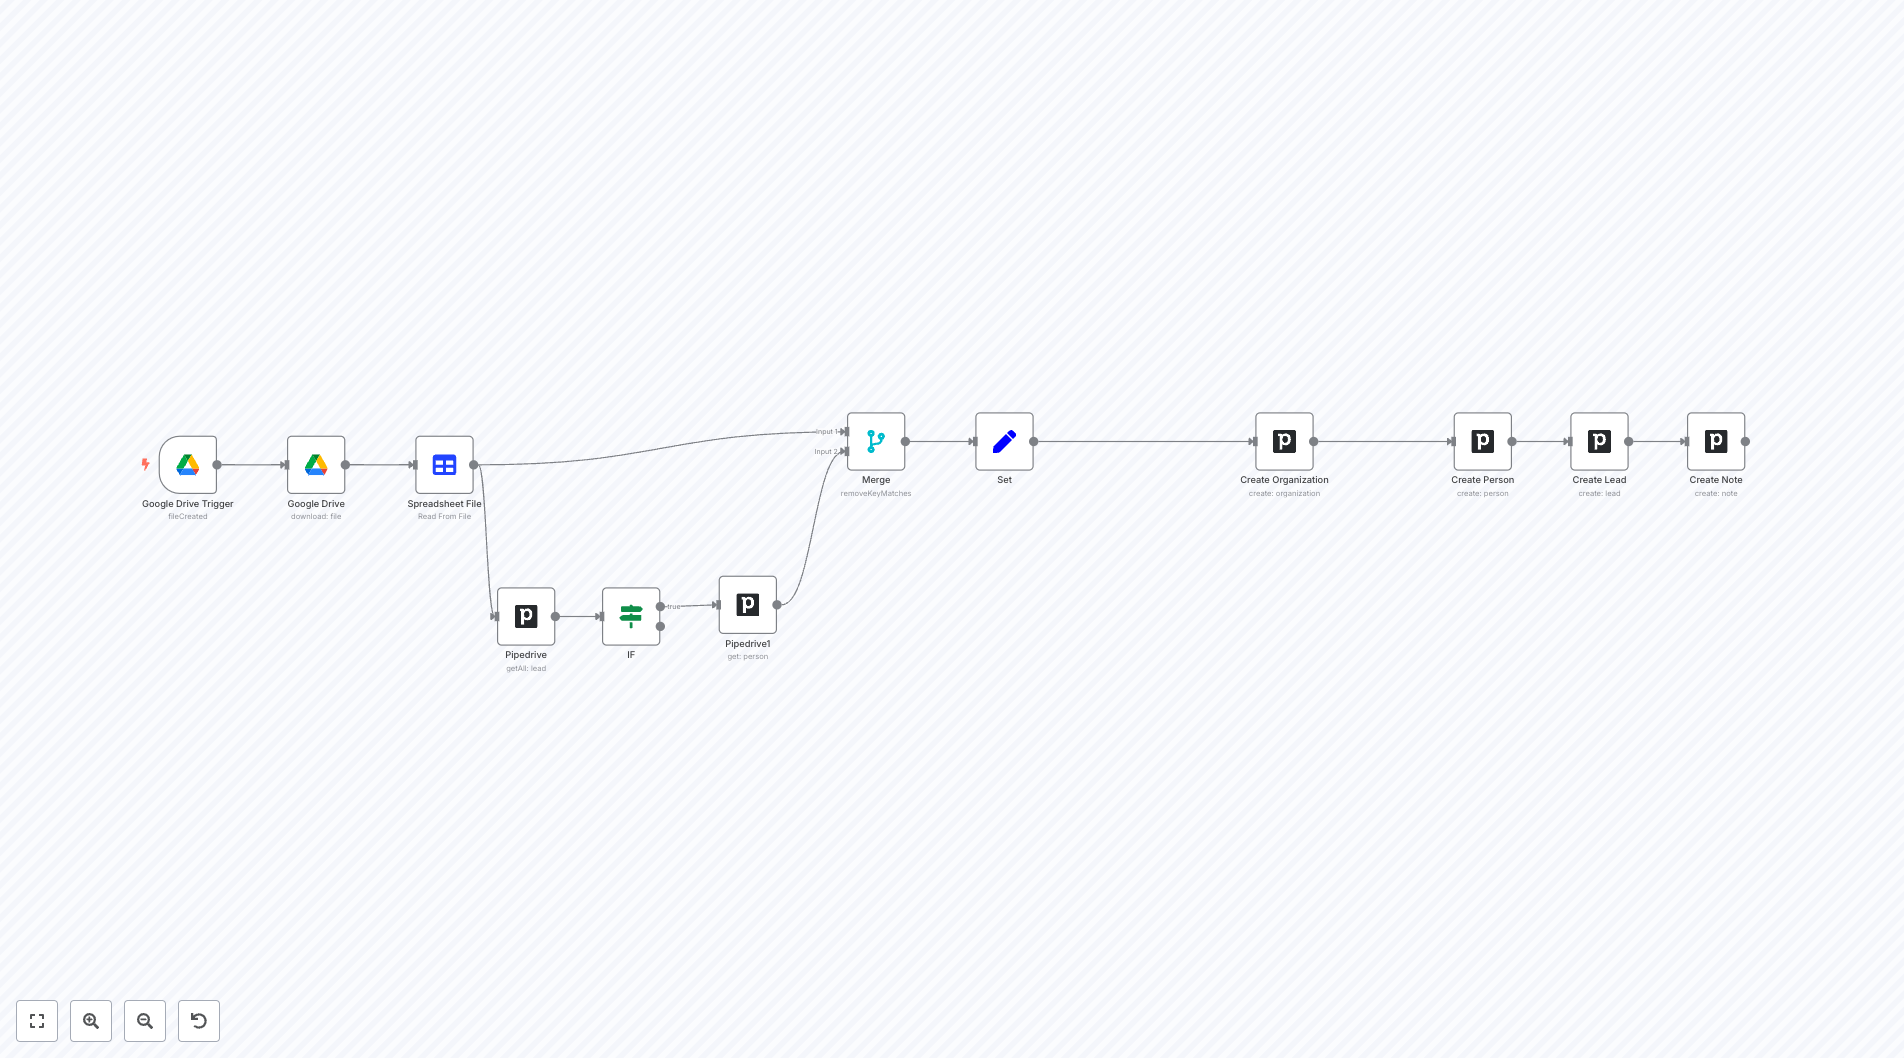 Google Drive Trigger
fileCreated
Google Drive
download: file
Spreadsheet File
Read From File
Input 1
Input 2
Merge
removeKeyMatches
Set
Create Organization
create: organization
Create Person
create: person
Create Lead
create: lead
Create Note
create: note
Pipedrive
getAll: lead
IF
true
Pipedrive1
get: person